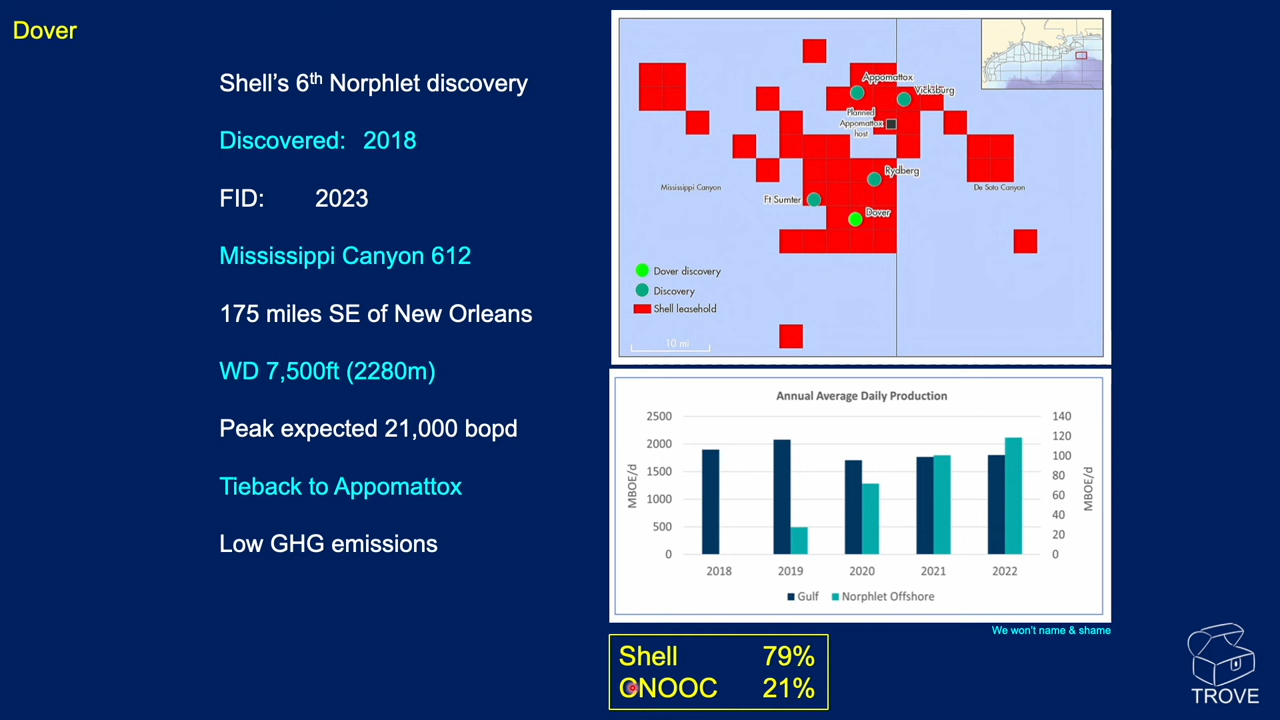 Dover
Shell's 6th Norphlet discovery
Discovered: 2018
FID: 2023
Mississippi Canyon 612
175 miles SE of New Orleans
WD 7,500ft (2280m)
Peak expected 21,000 bopd
Tieback to Appomattox
Low GHG emissions
Appomattox
Vicksburg
Planned
Appomattox
host
Rydberg
Mississippi Canyon
De Soto Canyon
Ft Sumter
Dover
Dover discovery
Discovery
Shell leasehold
10 mi
Annual Average Daily Production
2500
2000
1500
1000
500
0
MBOE/d
140
120
100
80
60
40
20
0
MBOE/d
2018 2019 2020 2021 2022
Gulf Norphlet Offshore
We won't name & shame
Shell 79%
CNOOC 21%
TROVE